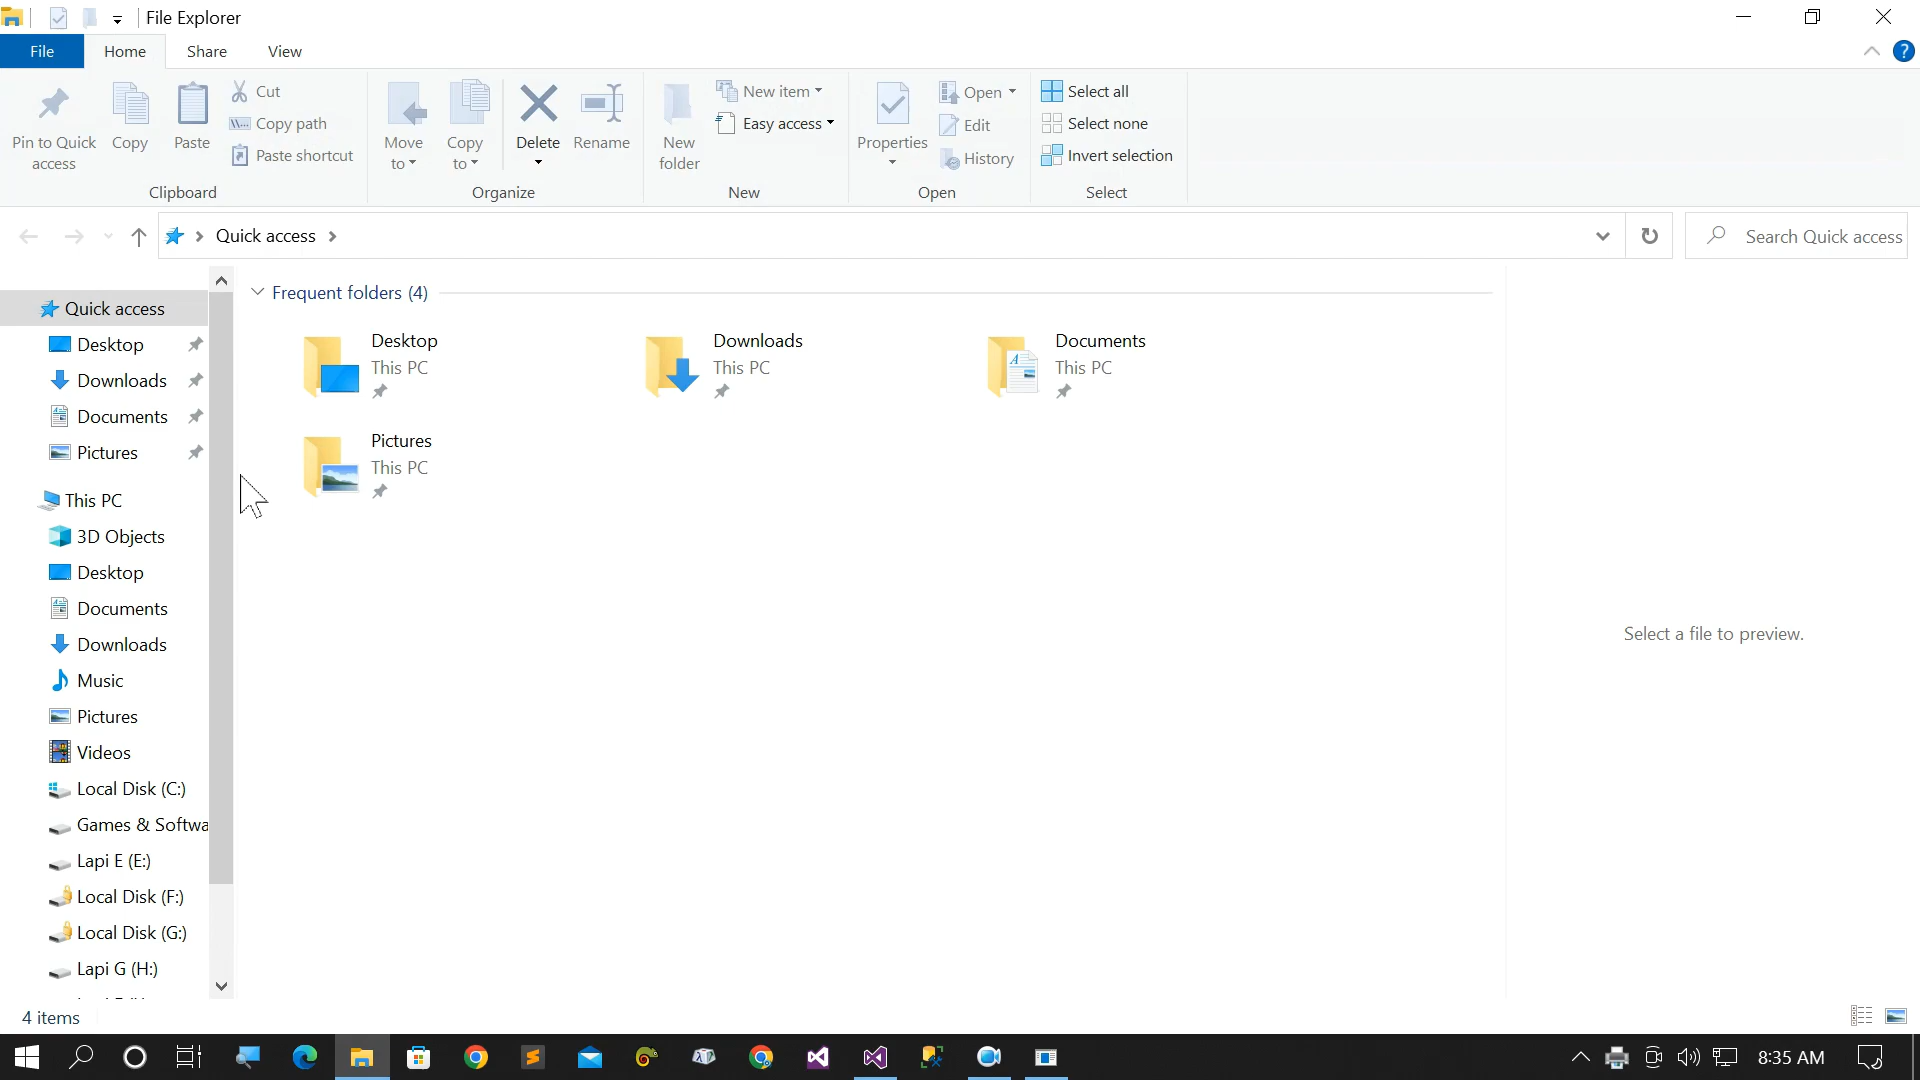 File Explorer
File
Home
Share
View
Pin to Quick
access
Copy
Paste
Cut
Copy path
Paste shortcut
Clipboard
Move
to
Copy
to
Delete
Rename
Organize
New
folder
New item
Easy access
New
Properties
Open
Edit
History
Open
Select all
Select none
Invert selection
Select
Quick access
Search Quick access
Quick access
Desktop
Downloads
Documents
Pictures
This PC
3D Objects
Desktop
Documents
Downloads
Music
Pictures
Videos
Local Disk (C:)
Games & Softwa
Lapi E (E:)
Local Disk (F:)
Local Disk (G:)
Lapi G (H:)
Frequent folders (4)
Desktop
This PC
Downloads
This PC
Documents
This PC
Pictures
This PC
Select a file to preview.
4 items
8:35 AM